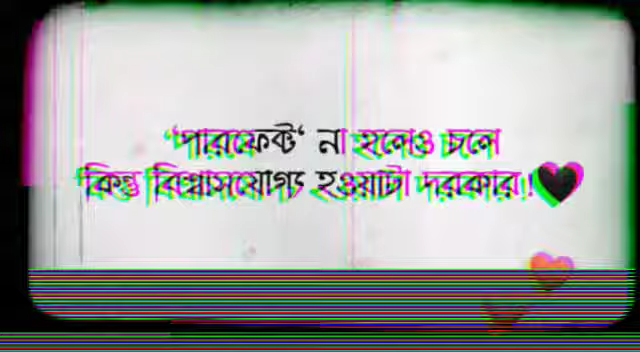 ‘পারফেক্ট‘ না হলেও চলে
কিন্তু বিশ্বাসযোগ্য হওয়াটা দরকার!🖤